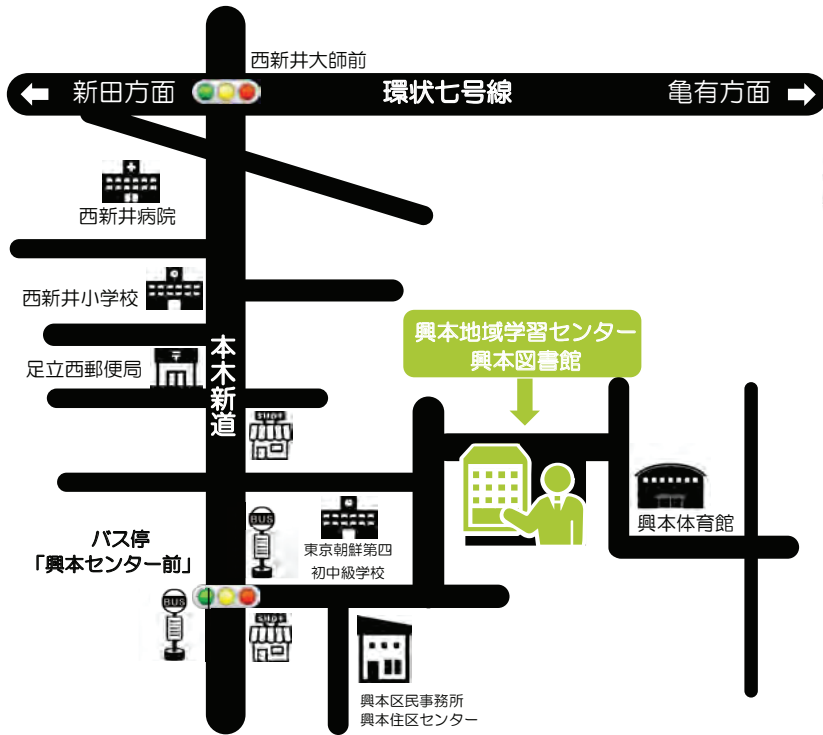 西新井大師前
新田方面
環状七号線
亀有方面
西新井病院
西新井小学校
興本地域学習センター
興本図書館
足立西郵便局
本木新道
SHOP
BUS
興本体育館
バス停
「興本センター前」
東京朝鮮第四
初中級学校
BUS
SHOP
興本区民事務所
興本住区センター